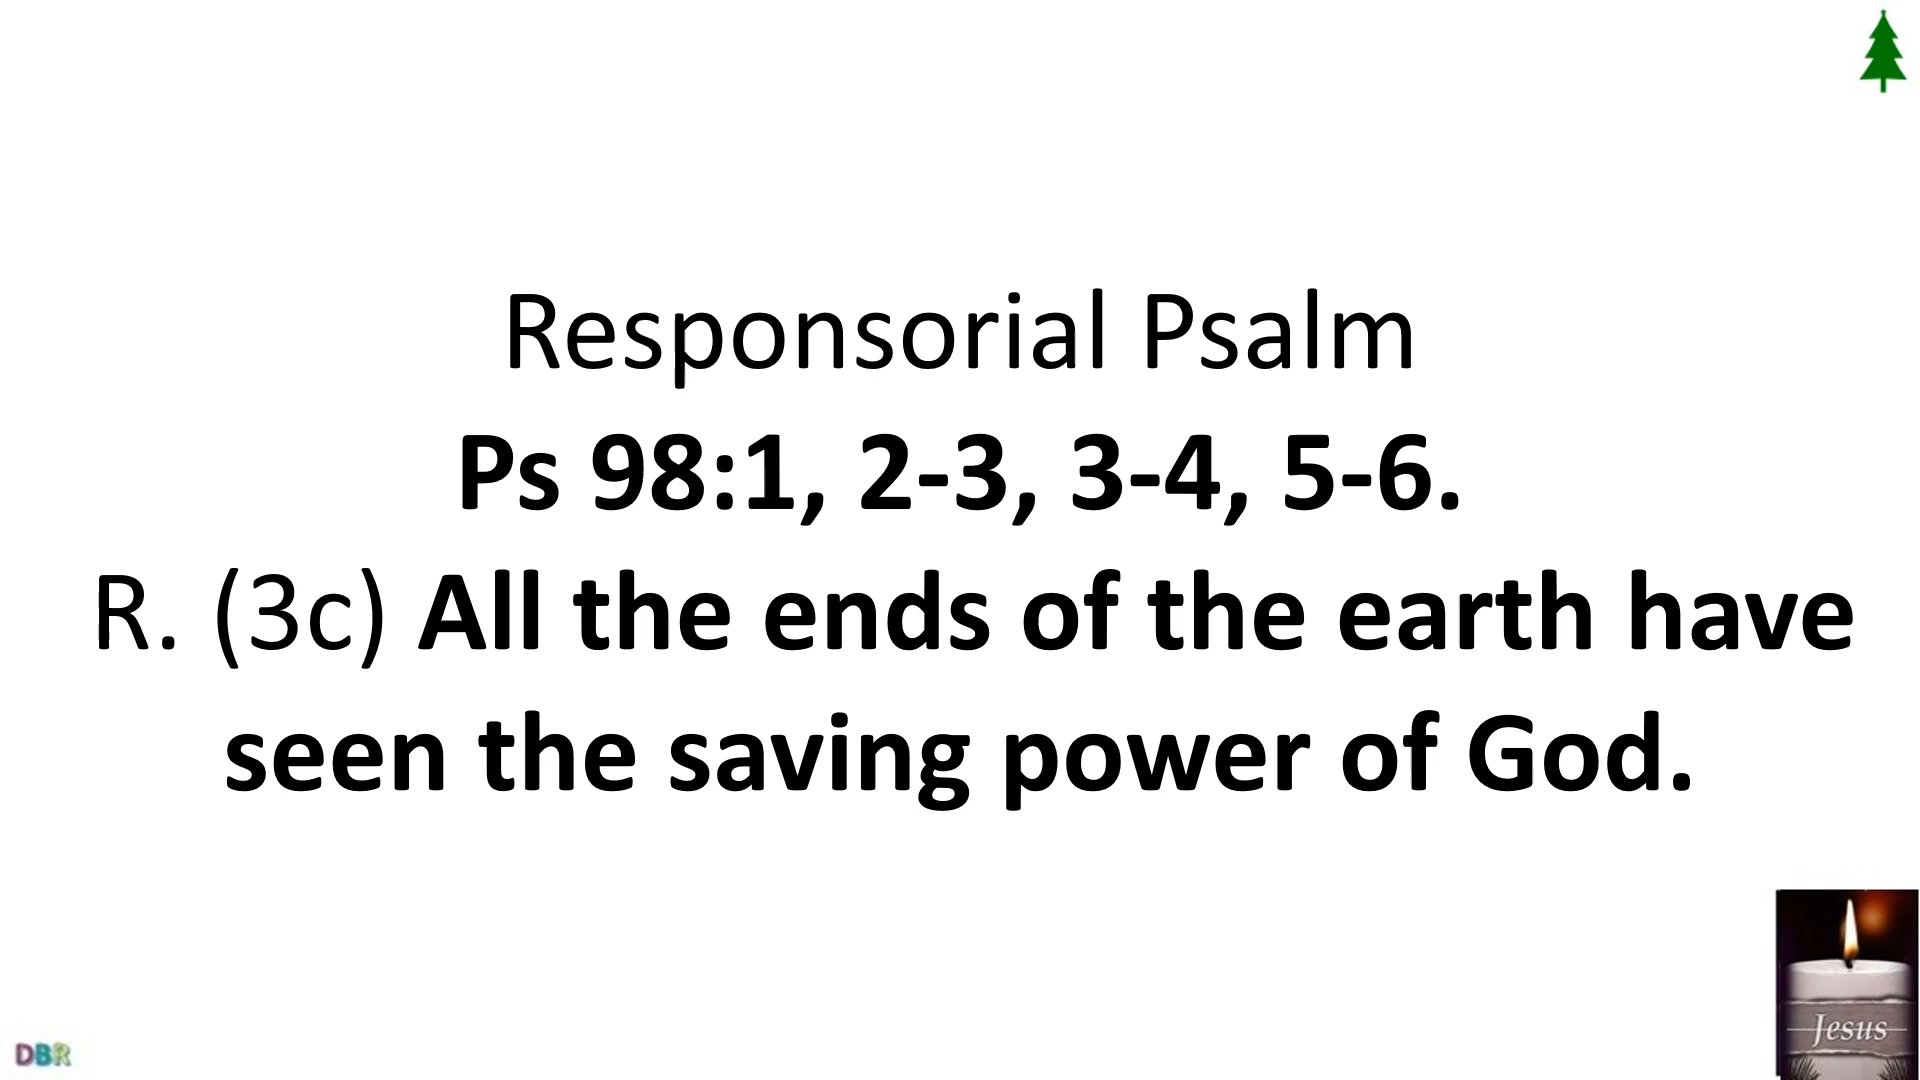 Responsorial Psalm
Ps 98:1, 2-3, 3-4, 5-6.
R. (3c) All the ends of the earth have
seen the saving power of God.
Jesus
DBR